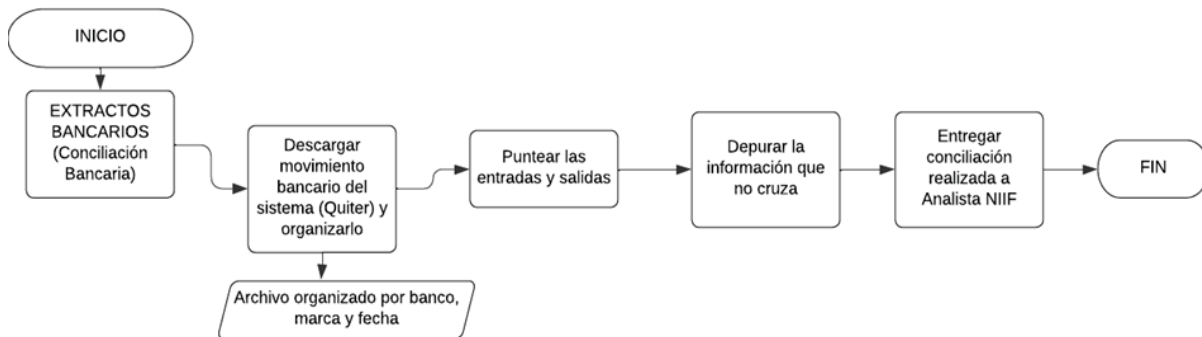 INICIO
EXTRACTOS
BANCARIOS
(Conciliación
Bancaria)
Descargar
movimiento
bancario del
sistema (Quiter) y
organizarlo
Archivo organizado por banco,
marca y fecha
Puntear las
entradas y salidas
Depurar la
información que
no cruza
Entregar
conciliación
realizada a
Analista NIIF
FIN